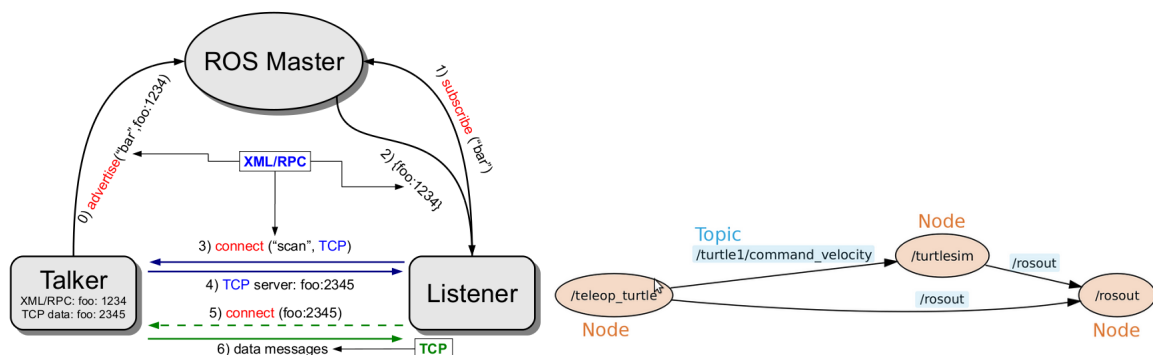 ROS Master
0) advertise("bar",foo:1234)
1) subscribe ("bar")
2) {foo:1234}
XML/RPC
3) connect ("scan", TCP)
4) TCP server: foo:2345
5) connect (foo:2345)
6) data messages
TCP
Talker
XML/RPC: foo: 1234
TCP data: foo: 2345
Listener
Topic
/turtle1/command_velocity
Node
/turtlesim
/rosout
/teleop_turtle
Node
/rosout
/rosout
Node